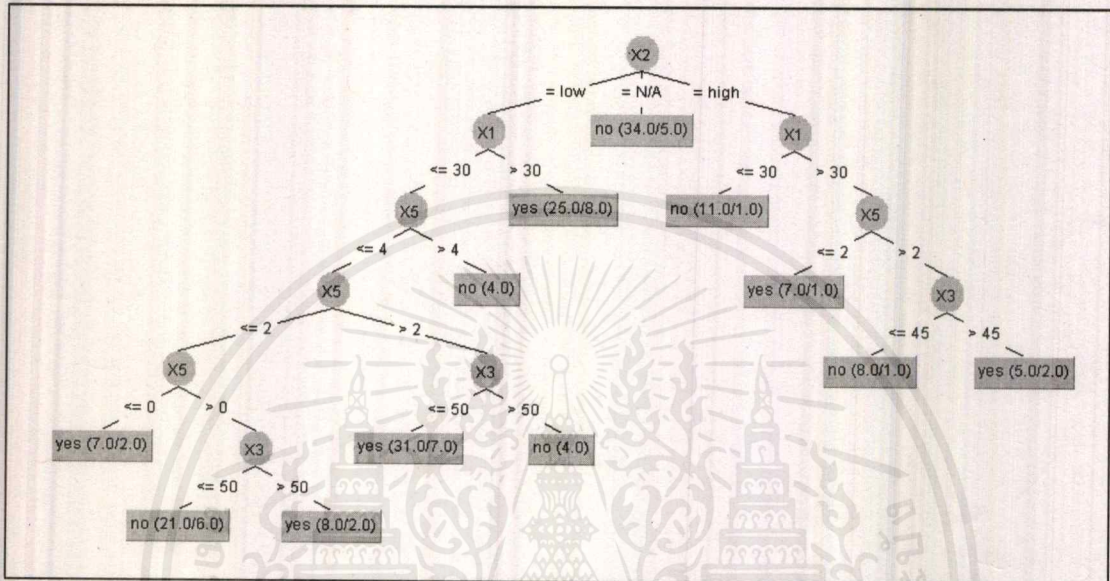 X2
= low = N/A = high
X1 no (34.0/5.0) X1
<= 30 > 30 <= 30 > 30
X5 yes (25.0/8.0) no (11.0/1.0) X5
<= 4 > 4 <= 2 > 2
X5 no (4.0) yes (7.0/1.0) X3
<= 2 > 2 <= 45 > 45
X5 X3 no (8.0/1.0) yes (5.0/2.0)
<= 0 > 0 <= 50 > 50
yes (7.0/2.0) X3 yes (31.0/7.0) no (4.0)
<= 50 > 50
no (21.0/6.0) yes (8.0/2.0)